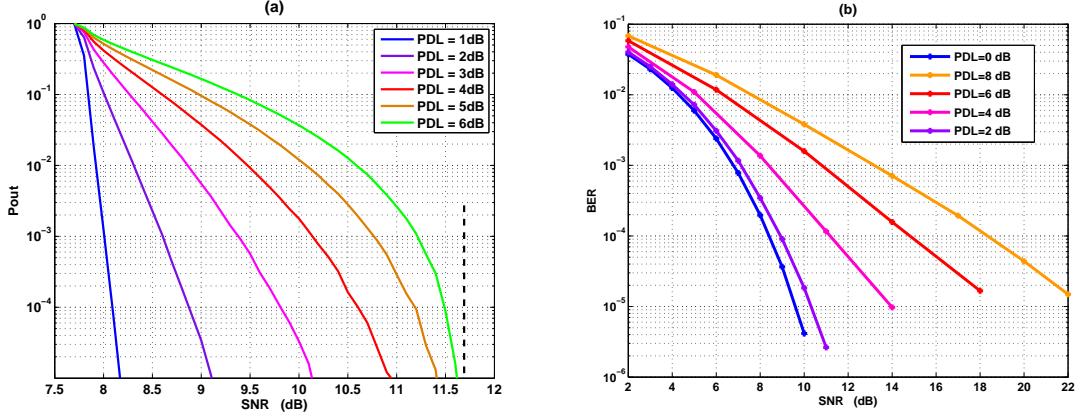 (a)
10^0
10^-1
10^-2
10^-3
10^-4
Pout
7.5 8 8.5 9 9.5 10 10.5 11 11.5 12
SNR (dB)
PDL = 1dB
PDL = 2dB
PDL = 3dB
PDL = 4dB
PDL = 5dB
PDL = 6dB
(b)
10^-1
10^-2
10^-3
10^-4
10^-5
10^-6
BER
2 4 6 8 10 12 14 16 18 20 22
SNR (dB)
PDL=0 dB
PDL=8 dB
PDL=6 dB
PDL=4 dB
PDL=2 dB